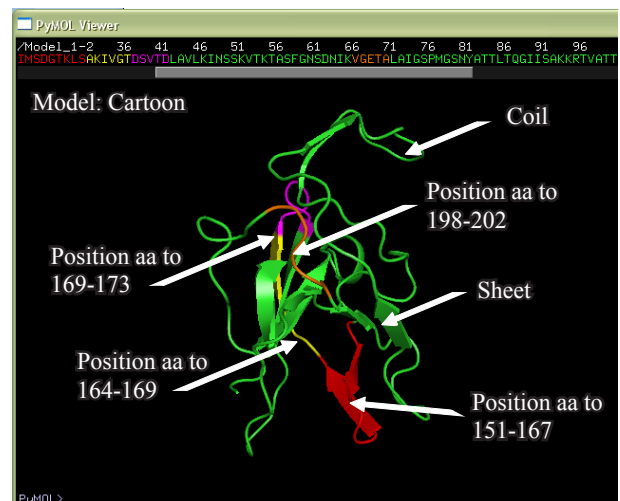 PyMOL Viewer
/Model_1-2 36 41 46 51 56 61 66 71 76 81 86 91 96
IMSDGTKLSAKIVGTDSVTDLAVLKINSSKVTKTASFGNSDNIKVGETALAIGSPMGSNYATTLTQGIISAKKRTVATT
Model: Cartoon
Coil
Position aa to
198-202
Position aa to
169-173
Sheet
Position aa to
164-169
Position aa to
151-167
PyMOL>